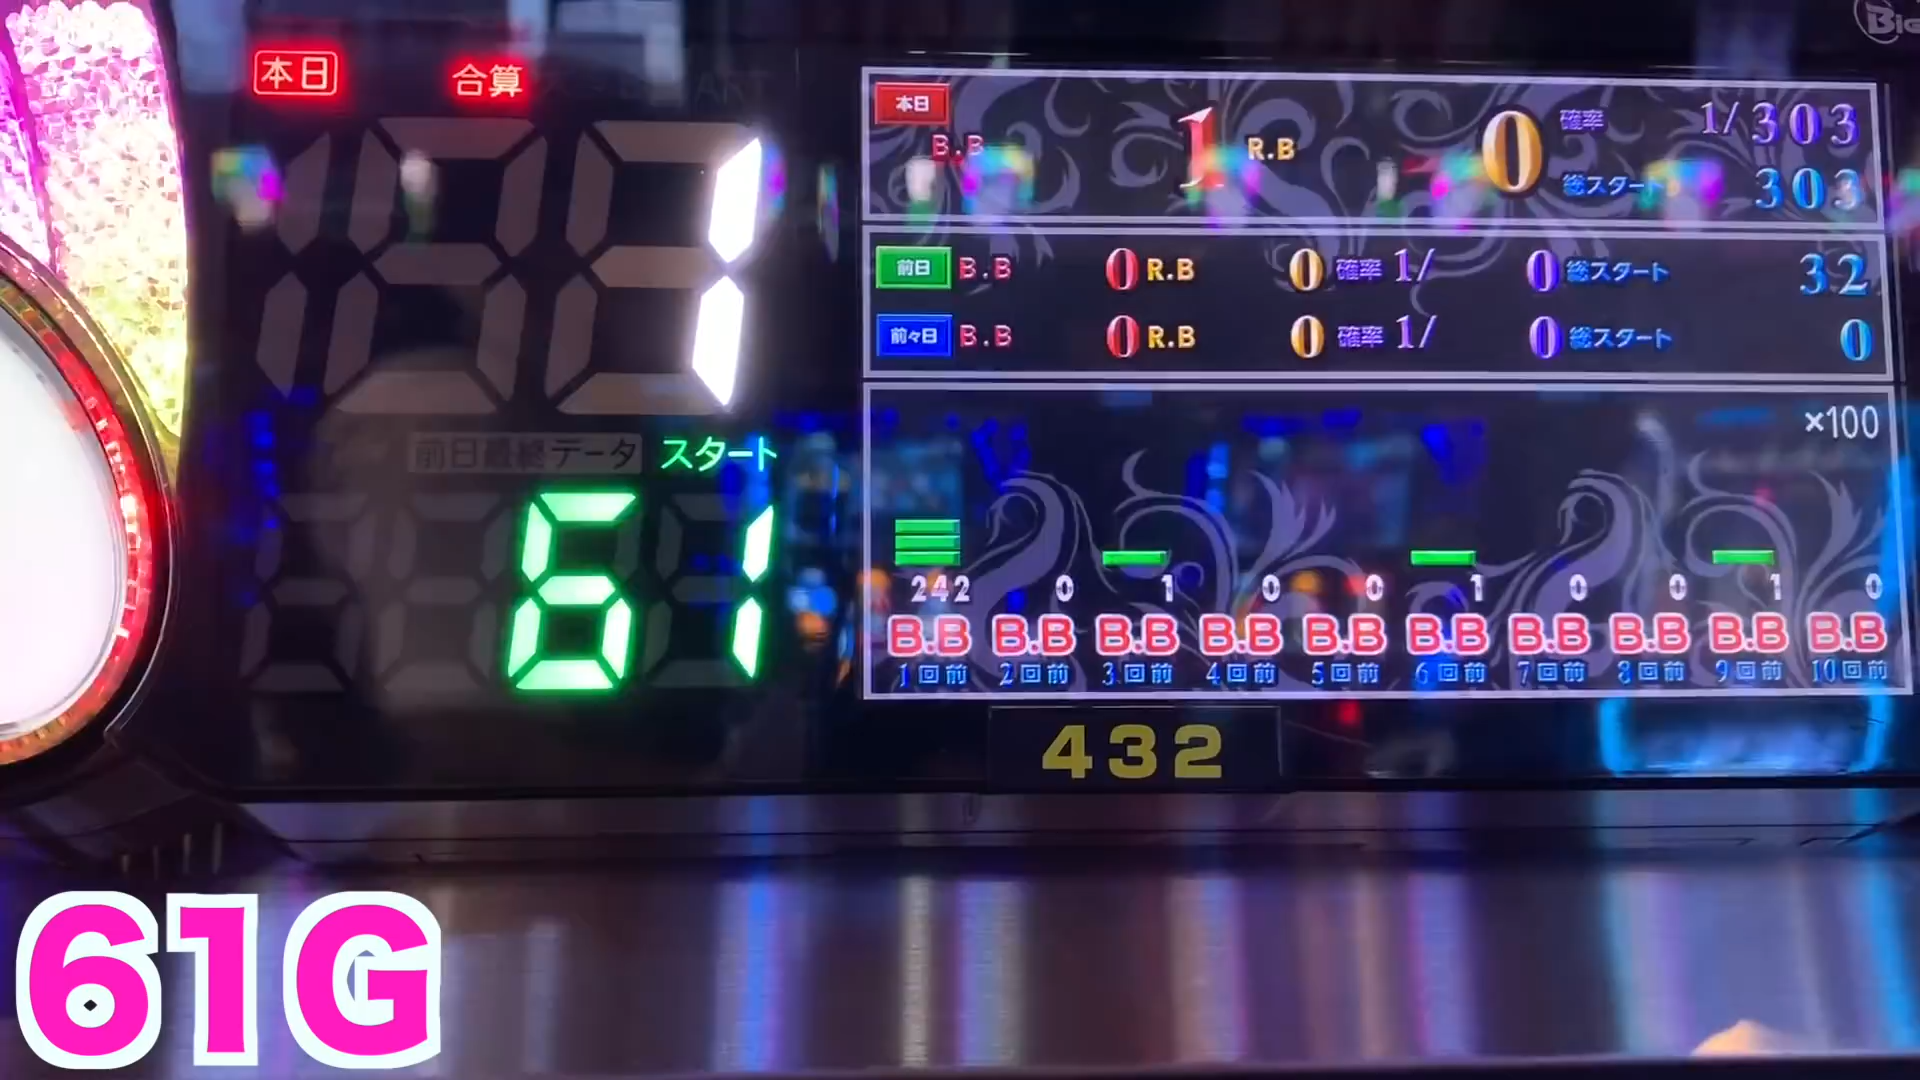 本日 合算
1
前日最終データ スタート
61
本日
B.B 1 R.B 0 確率 1/303
総スタート 303
前日 B.B 0 R.B 0 確率 1/ 0 総スタート 32
前々日 B.B 0 R.B 0 確率 1/ 0 総スタート 0
×100
242 0 1 0 0 1 0 0 1 0
B.B B.B B.B B.B B.B B.B B.B B.B B.B B.B
1回前 2回前 3回前 4回前 5回前 6回前 7回前 8回前 9回前 10回前
432
61G